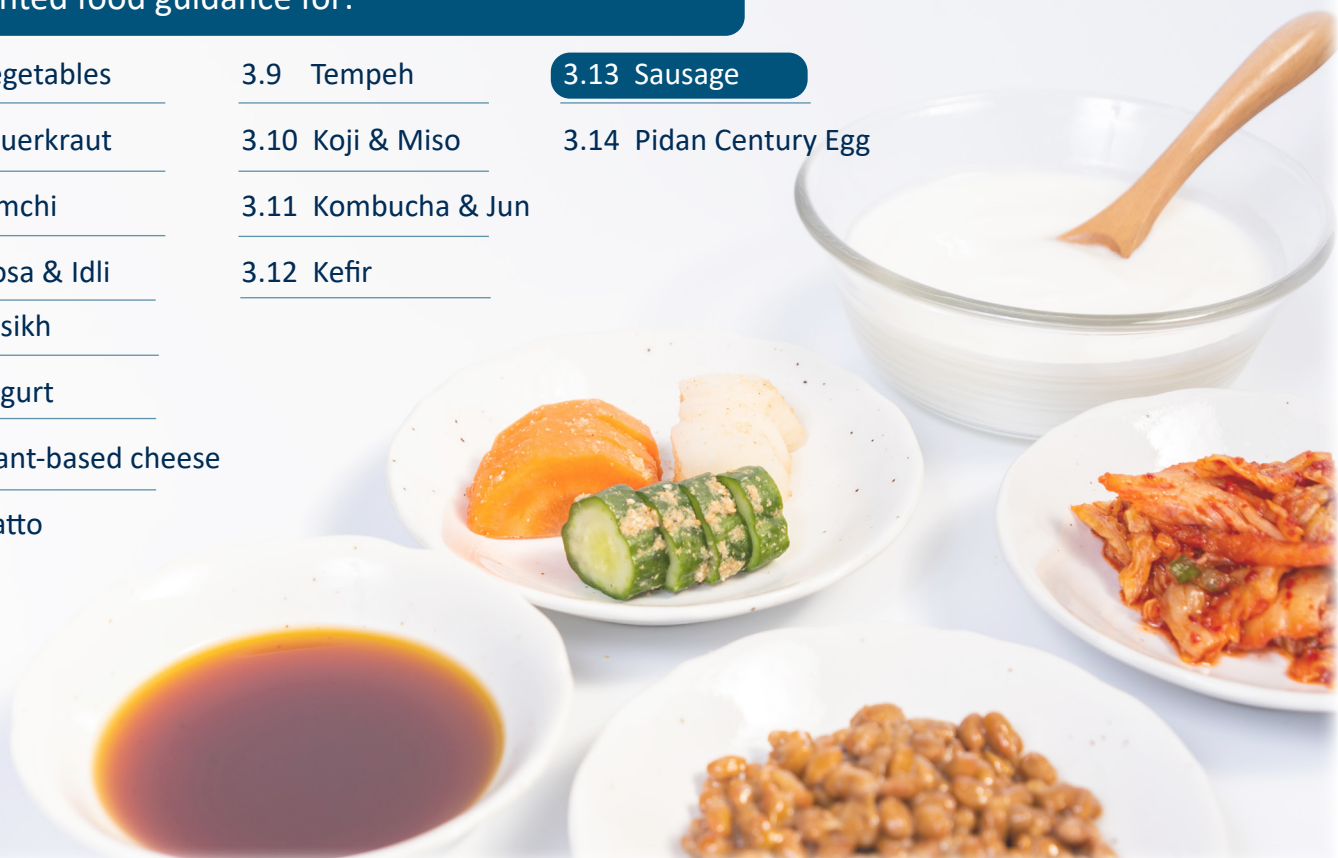 nted food guidance for:
egetables
uerkraut
mchi
osa & Idli
sikh
gurt
ant-based cheese
atto
3.9 Tempeh
3.10 Koji & Miso
3.11 Kombucha & Jun
3.12 Kefir
3.13 Sausage
3.14 Pidan Century Egg